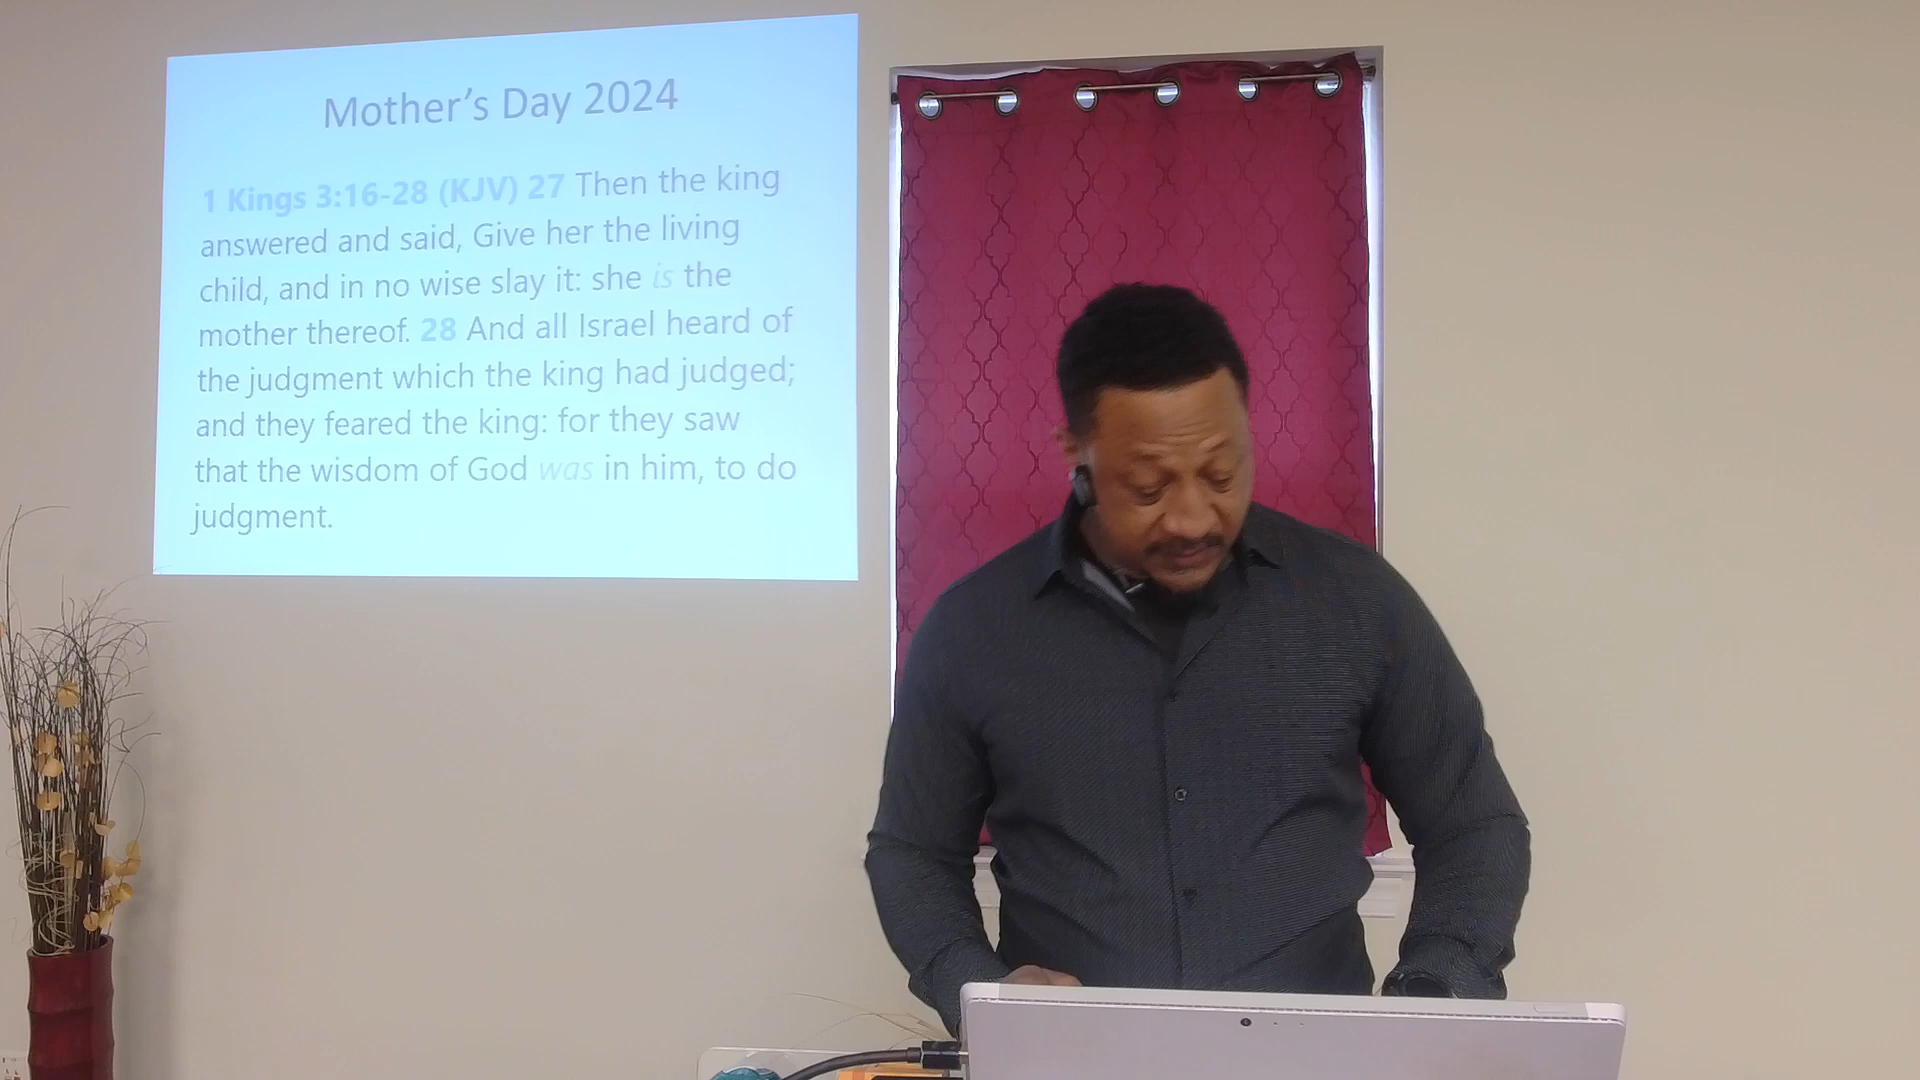 Mother's Day 2024
1 Kings 3:16-28 (KJV) 27 Then the king
answered and said, Give her the living
child, and in no wise slay it: she is the
mother thereof. 28 And all Israel heard of
the judgment which the king had judged;
and they feared the king: for they saw
that the wisdom of God was in him, to do
judgment.